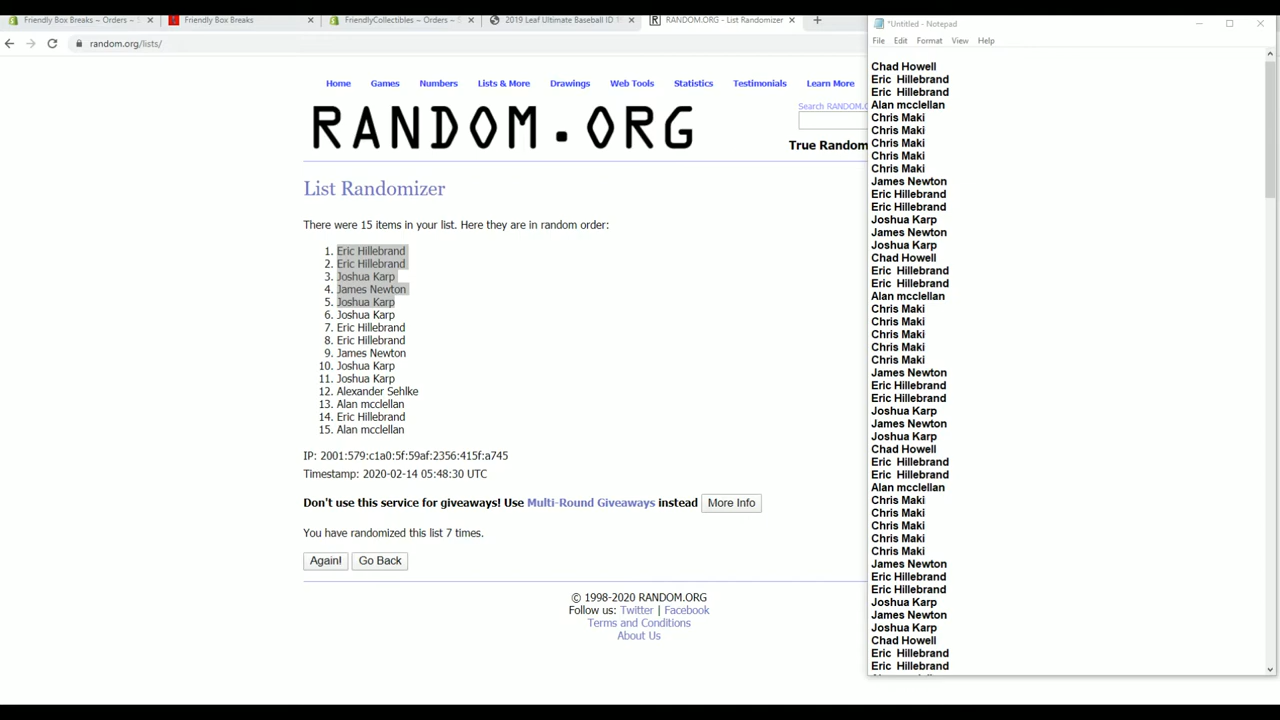 Friendly Box Breaks ~ Orders ~ S
Friendly Box Breaks
FriendlyCollectibles ~ Orders ~ S
2019 Leaf Ultimate Baseball ID
RANDOM.ORG - List Randomizer
random.org/lists/
Home Games Numbers Lists & More Drawings Web Tools Statistics Testimonials Learn More
RANDOM.ORG
Search RANDOM.O
True Random
List Randomizer
There were 15 items in your list. Here they are in random order:
1. Eric Hillebrand
2. Eric Hillebrand
3. Joshua Karp
4. James Newton
5. Joshua Karp
6. Joshua Karp
7. Eric Hillebrand
8. Eric Hillebrand
9. James Newton
10. Joshua Karp
11. Joshua Karp
12. Alexander Sehlke
13. Alan mcclellan
14. Eric Hillebrand
15. Alan mcclellan
IP: 2001:579:c1a0:5f:59af:2356:415f:a745
Timestamp: 2020-02-14 05:48:30 UTC
Don't use this service for giveaways! Use Multi-Round Giveaways instead More Info
You have randomized this list 7 times.
Again! Go Back
© 1998-2020 RANDOM.ORG
Follow us: Twitter | Facebook
Terms and Conditions
About Us
*Untitled - Notepad
File Edit Format View Help
Chad Howell
Eric  Hillebrand
Eric  Hillebrand
Alan mcclellan
Chris Maki
Chris Maki
Chris Maki
Chris Maki
Chris Maki
James Newton
Eric Hillebrand
Eric Hillebrand
Joshua Karp
James Newton
Joshua Karp
Chad Howell
Eric  Hillebrand
Eric  Hillebrand
Alan mcclellan
Chris Maki
Chris Maki
Chris Maki
Chris Maki
Chris Maki
James Newton
Eric Hillebrand
Eric Hillebrand
Joshua Karp
James Newton
Joshua Karp
Chad Howell
Eric  Hillebrand
Eric  Hillebrand
Alan mcclellan
Chris Maki
Chris Maki
Chris Maki
Chris Maki
Chris Maki
James Newton
Eric Hillebrand
Eric Hillebrand
Joshua Karp
James Newton
Joshua Karp
Chad Howell
Eric  Hillebrand
Eric  Hillebrand